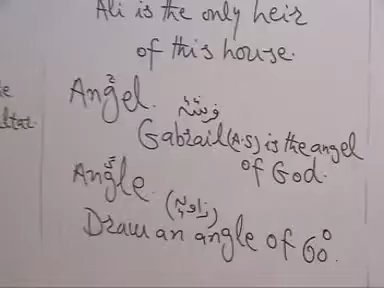 Ali is the only heir
of this house.
Angel. فرشتہ
Gabrail (A.S) is the angel
of God.
Angle. (زاویہ)
Draw an angle of 60°.